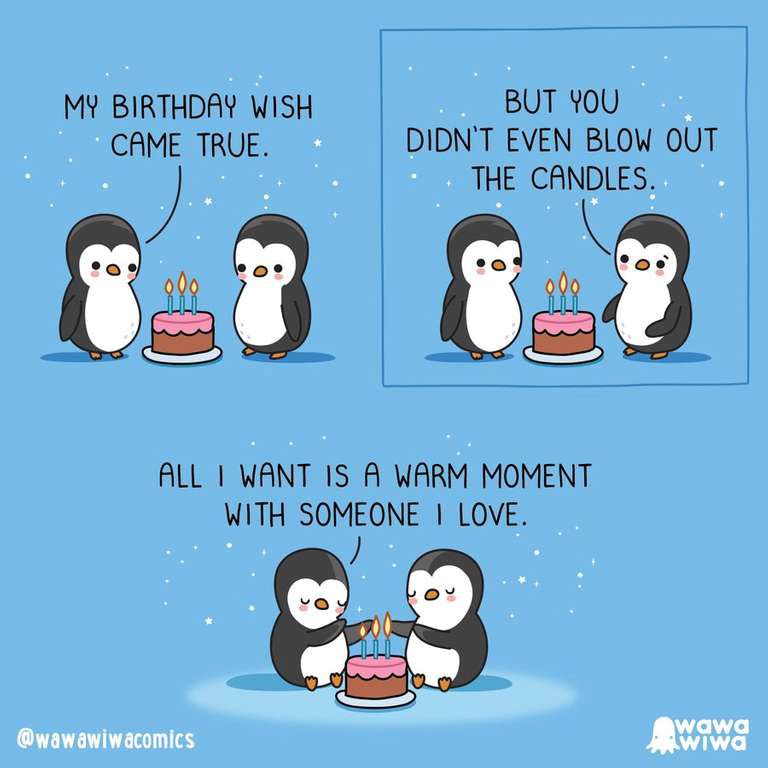 MY BIRTHDAY WISH
CAME TRUE.
BUT YOU
DIDN'T EVEN BLOW OUT
THE CANDLES.
ALL I WANT IS A WARM MOMENT
WITH SOMEONE I LOVE.
@wawawiwacomics
wawa
wiwa